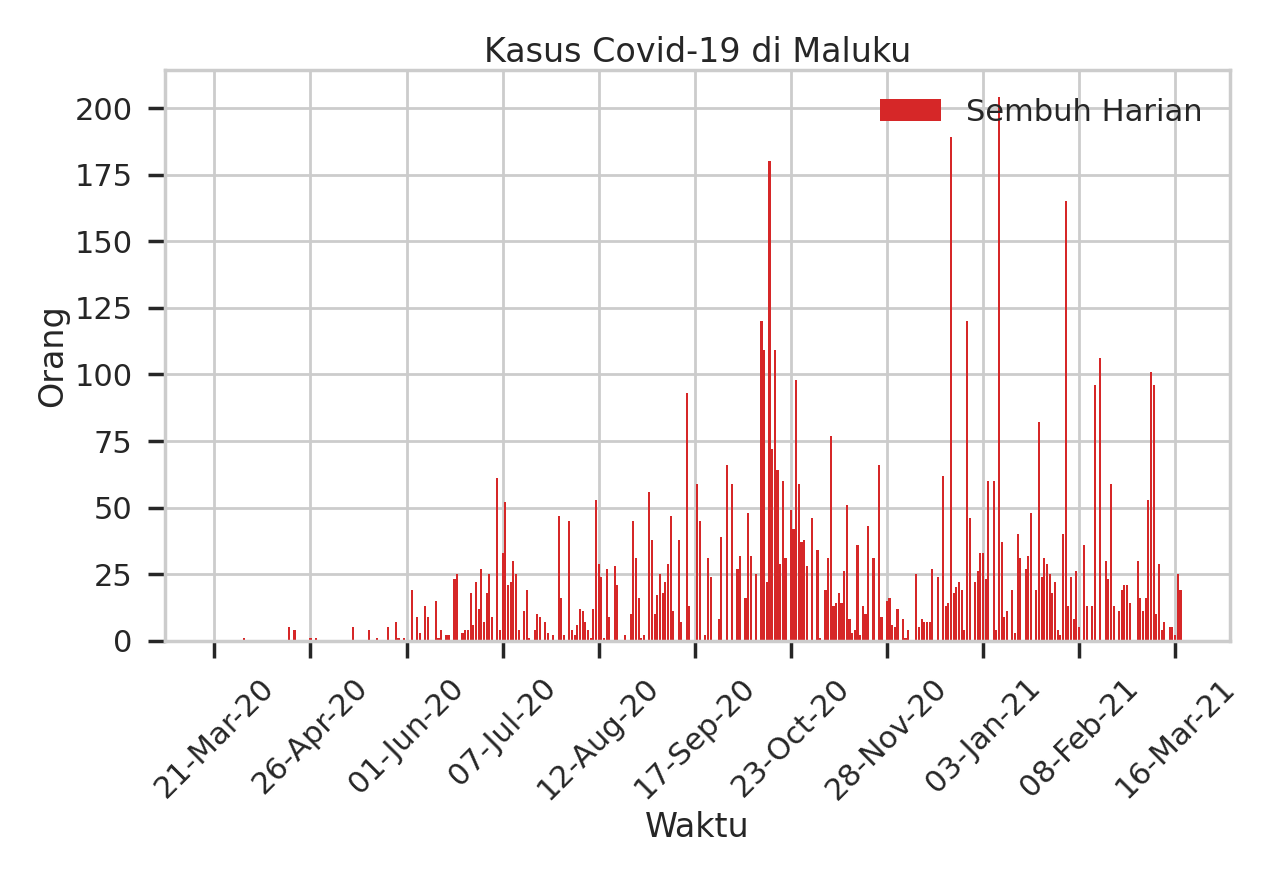 Kasus Covid-19 di Maluku
Sembuh Harian
Orang
200
175
150
125
100
75
50
25
0
21-Mar-20
26-Apr-20
01-Jun-20
07-Jul-20
12-Aug-20
17-Sep-20
23-Oct-20
28-Nov-20
03-Jan-21
08-Feb-21
16-Mar-21
Waktu